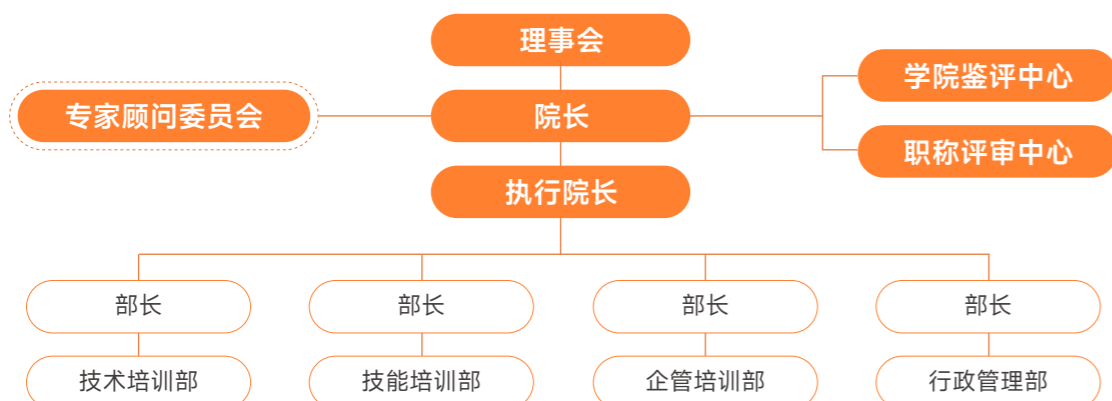 理事会
学院鉴评中心
专家顾问委员会
院长
职称评审中心
执行院长
部长
部长
部长
部长
技术培训部
技能培训部
企管培训部
行政管理部